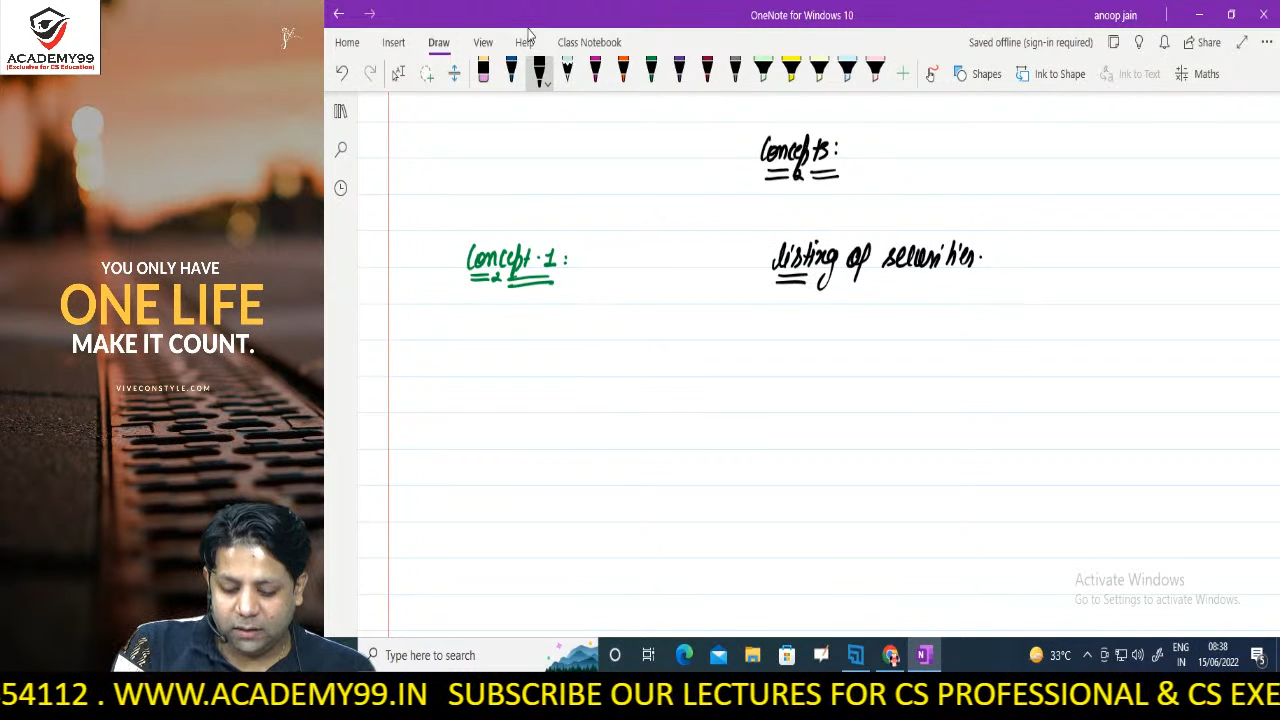 ACADEMY99
(Exclusive for CS Education)
YOU ONLY HAVE
ONE LIFE
MAKE IT COUNT.
VIVECONSTYLE.COM
OneNote for Windows 10
anoop jain
Home Insert Draw View Help Class Notebook
Saved offline (sign-in required)
Share
Shapes Ink to Shape Ink to Text Maths
Concepts:
Concept.1: Listing of securities.
Activate Windows
Go to Settings to activate Windows.
Type here to search
33°C
ENG
IN
08:38
15/06/2022
5
54112 . WWW.ACADEMY99.IN SUBSCRIBE OUR LECTURES FOR CS PROFESSIONAL & CS EXE